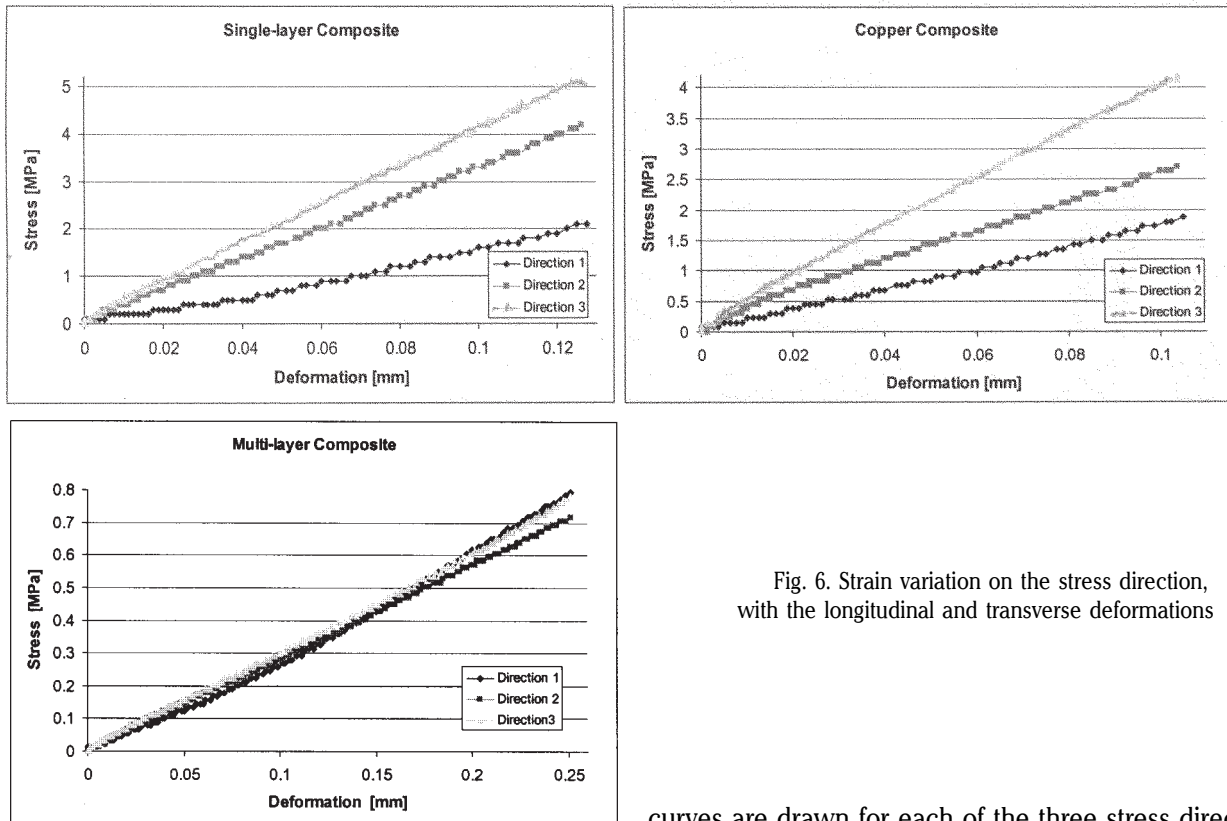 Single-layer Composite
Stress [MPa]
5
4
3
2
1
0
0 0.02 0.04 0.06 0.08 0.1 0.12
Deformation [mm]
Direction 1
Direction 2
Direction 3
Copper Composite
Stress [MPa]
4
3.5
3
2.5
2
1.5
1
0.5
0
0 0.02 0.04 0.06 0.08 0.1
Deformation [mm]
Direction 1
Direction 2
Direction 3
Multi-layer Composite
Stress [MPa]
0.8
0.7
0.6
0.5
0.4
0.3
0.2
0.1
0
0 0.05 0.1 0.15 0.2 0.25
Deformation [mm]
Direction 1
Direction 2
Direction3
Fig. 6. Strain variation on the stress direction,
with the longitudinal and transverse deformations
curves are drawn for each of the three stress direc